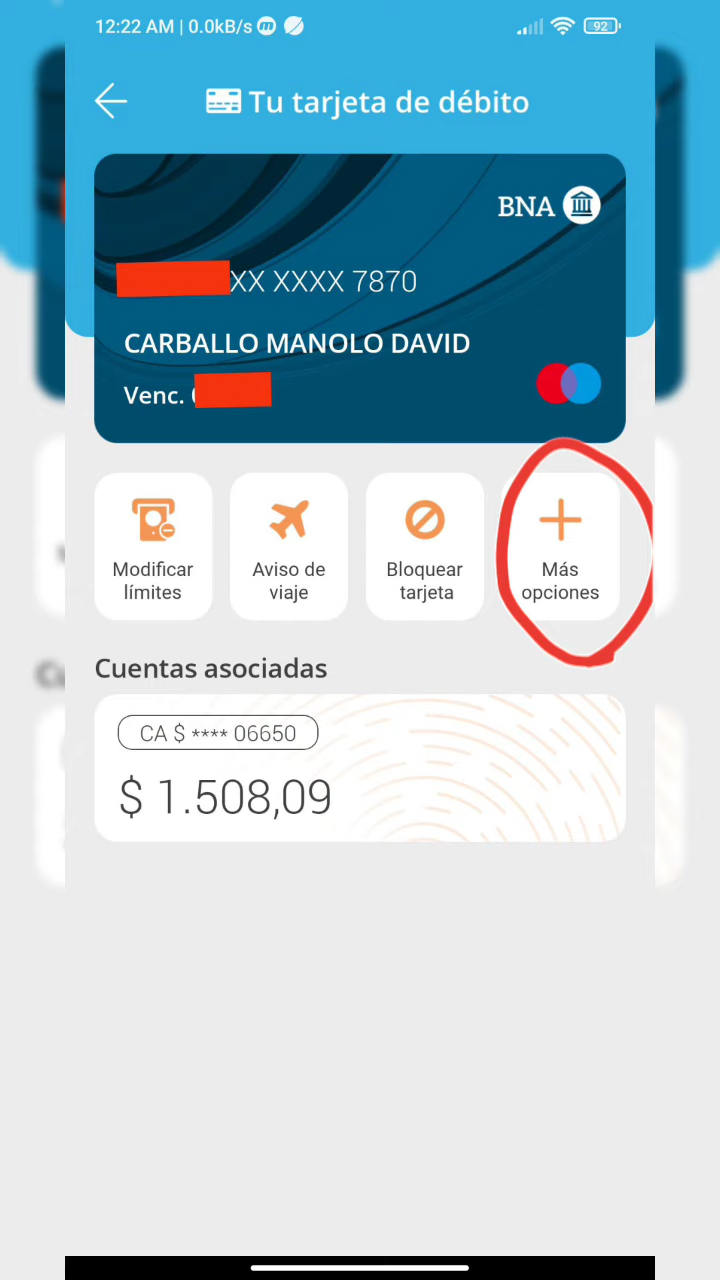 12:22 AM | 0.0kB/s
92
Tu tarjeta de débito
BNA
XX XXXX 7870
CARBALLO MANOLO DAVID
Venc.
Modificar límites
Aviso de viaje
Bloquear tarjeta
Más opciones
Cuentas asociadas
CA $ **** 06650
$ 1.508,09